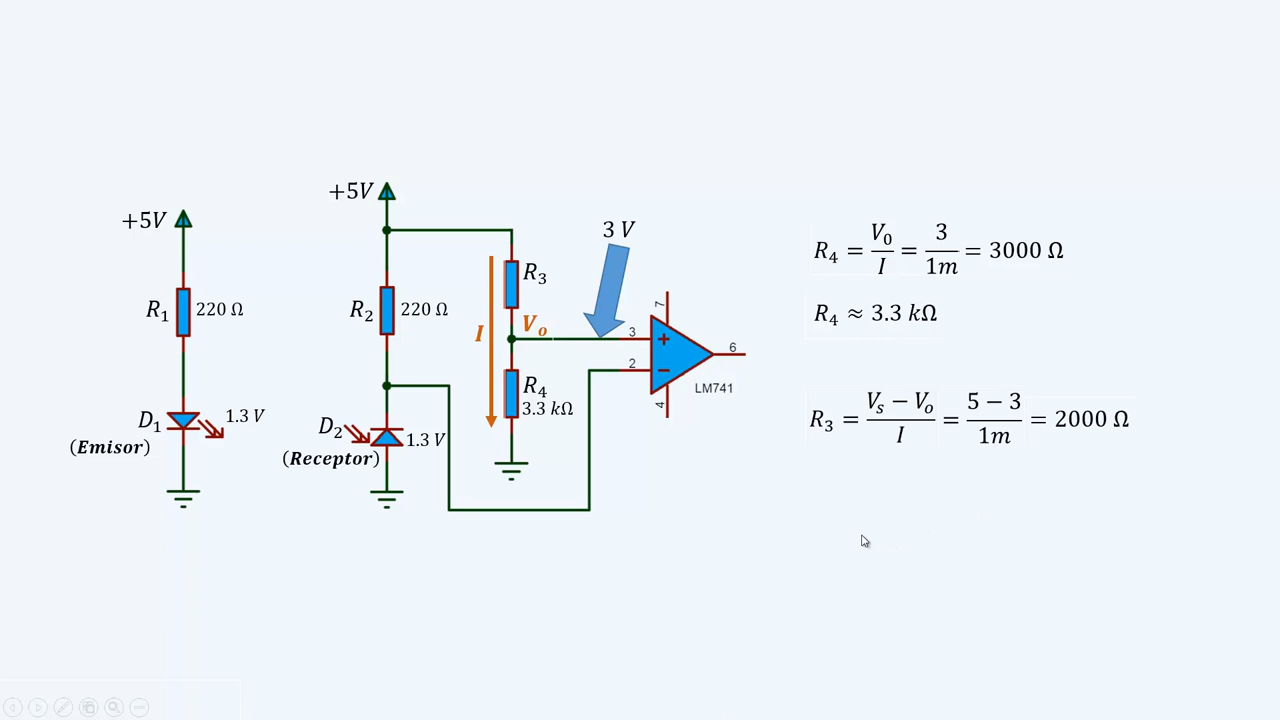 +5V
R₁ 220 Ω
D₁ 1.3 V
(Emisor)
+5V
R₂ 220 Ω
D₂ 1.3 V
(Receptor)
I
R₃
Vₒ
R₄
3.3 kΩ
3 V
3
2
7
4
6
+
−
LM741
R₄ = V₀/I = 3/1m = 3000 Ω
R₄ ≈ 3.3 kΩ
R₃ = (Vₛ − Vₒ)/I = (5 − 3)/1m = 2000 Ω